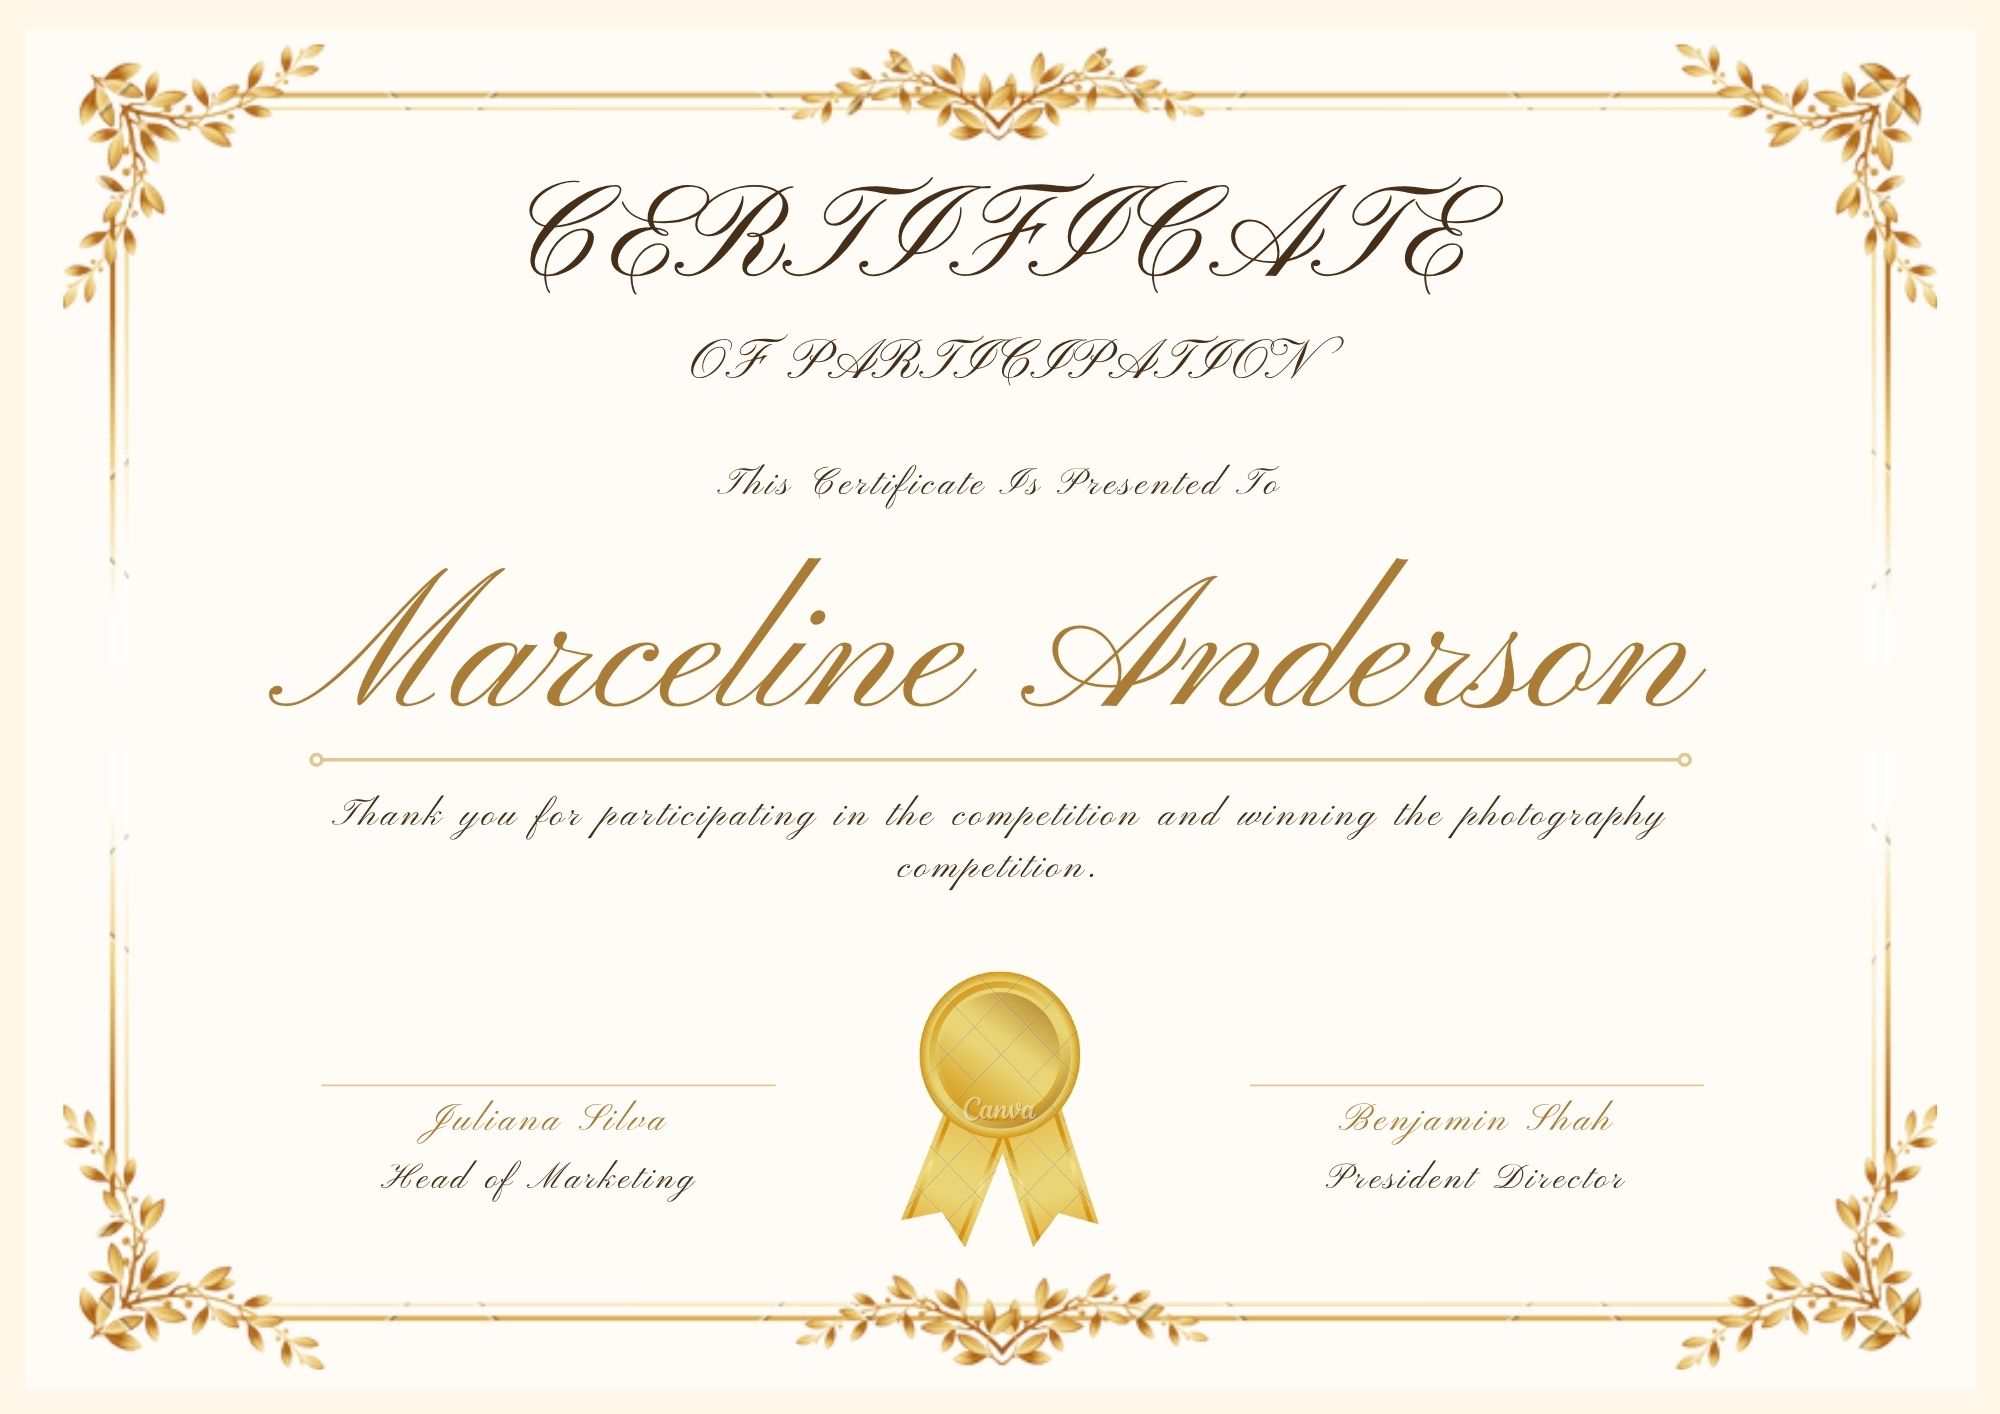 CERTIFICATE
OF PARTICIPATION
This Certificate Is Presented To
Marceline Anderson
Thank you for participating in the competition and winning the photography
competition.
Canva
Juliana Silva
Head of Marketing
Benjamin Shah
President Director